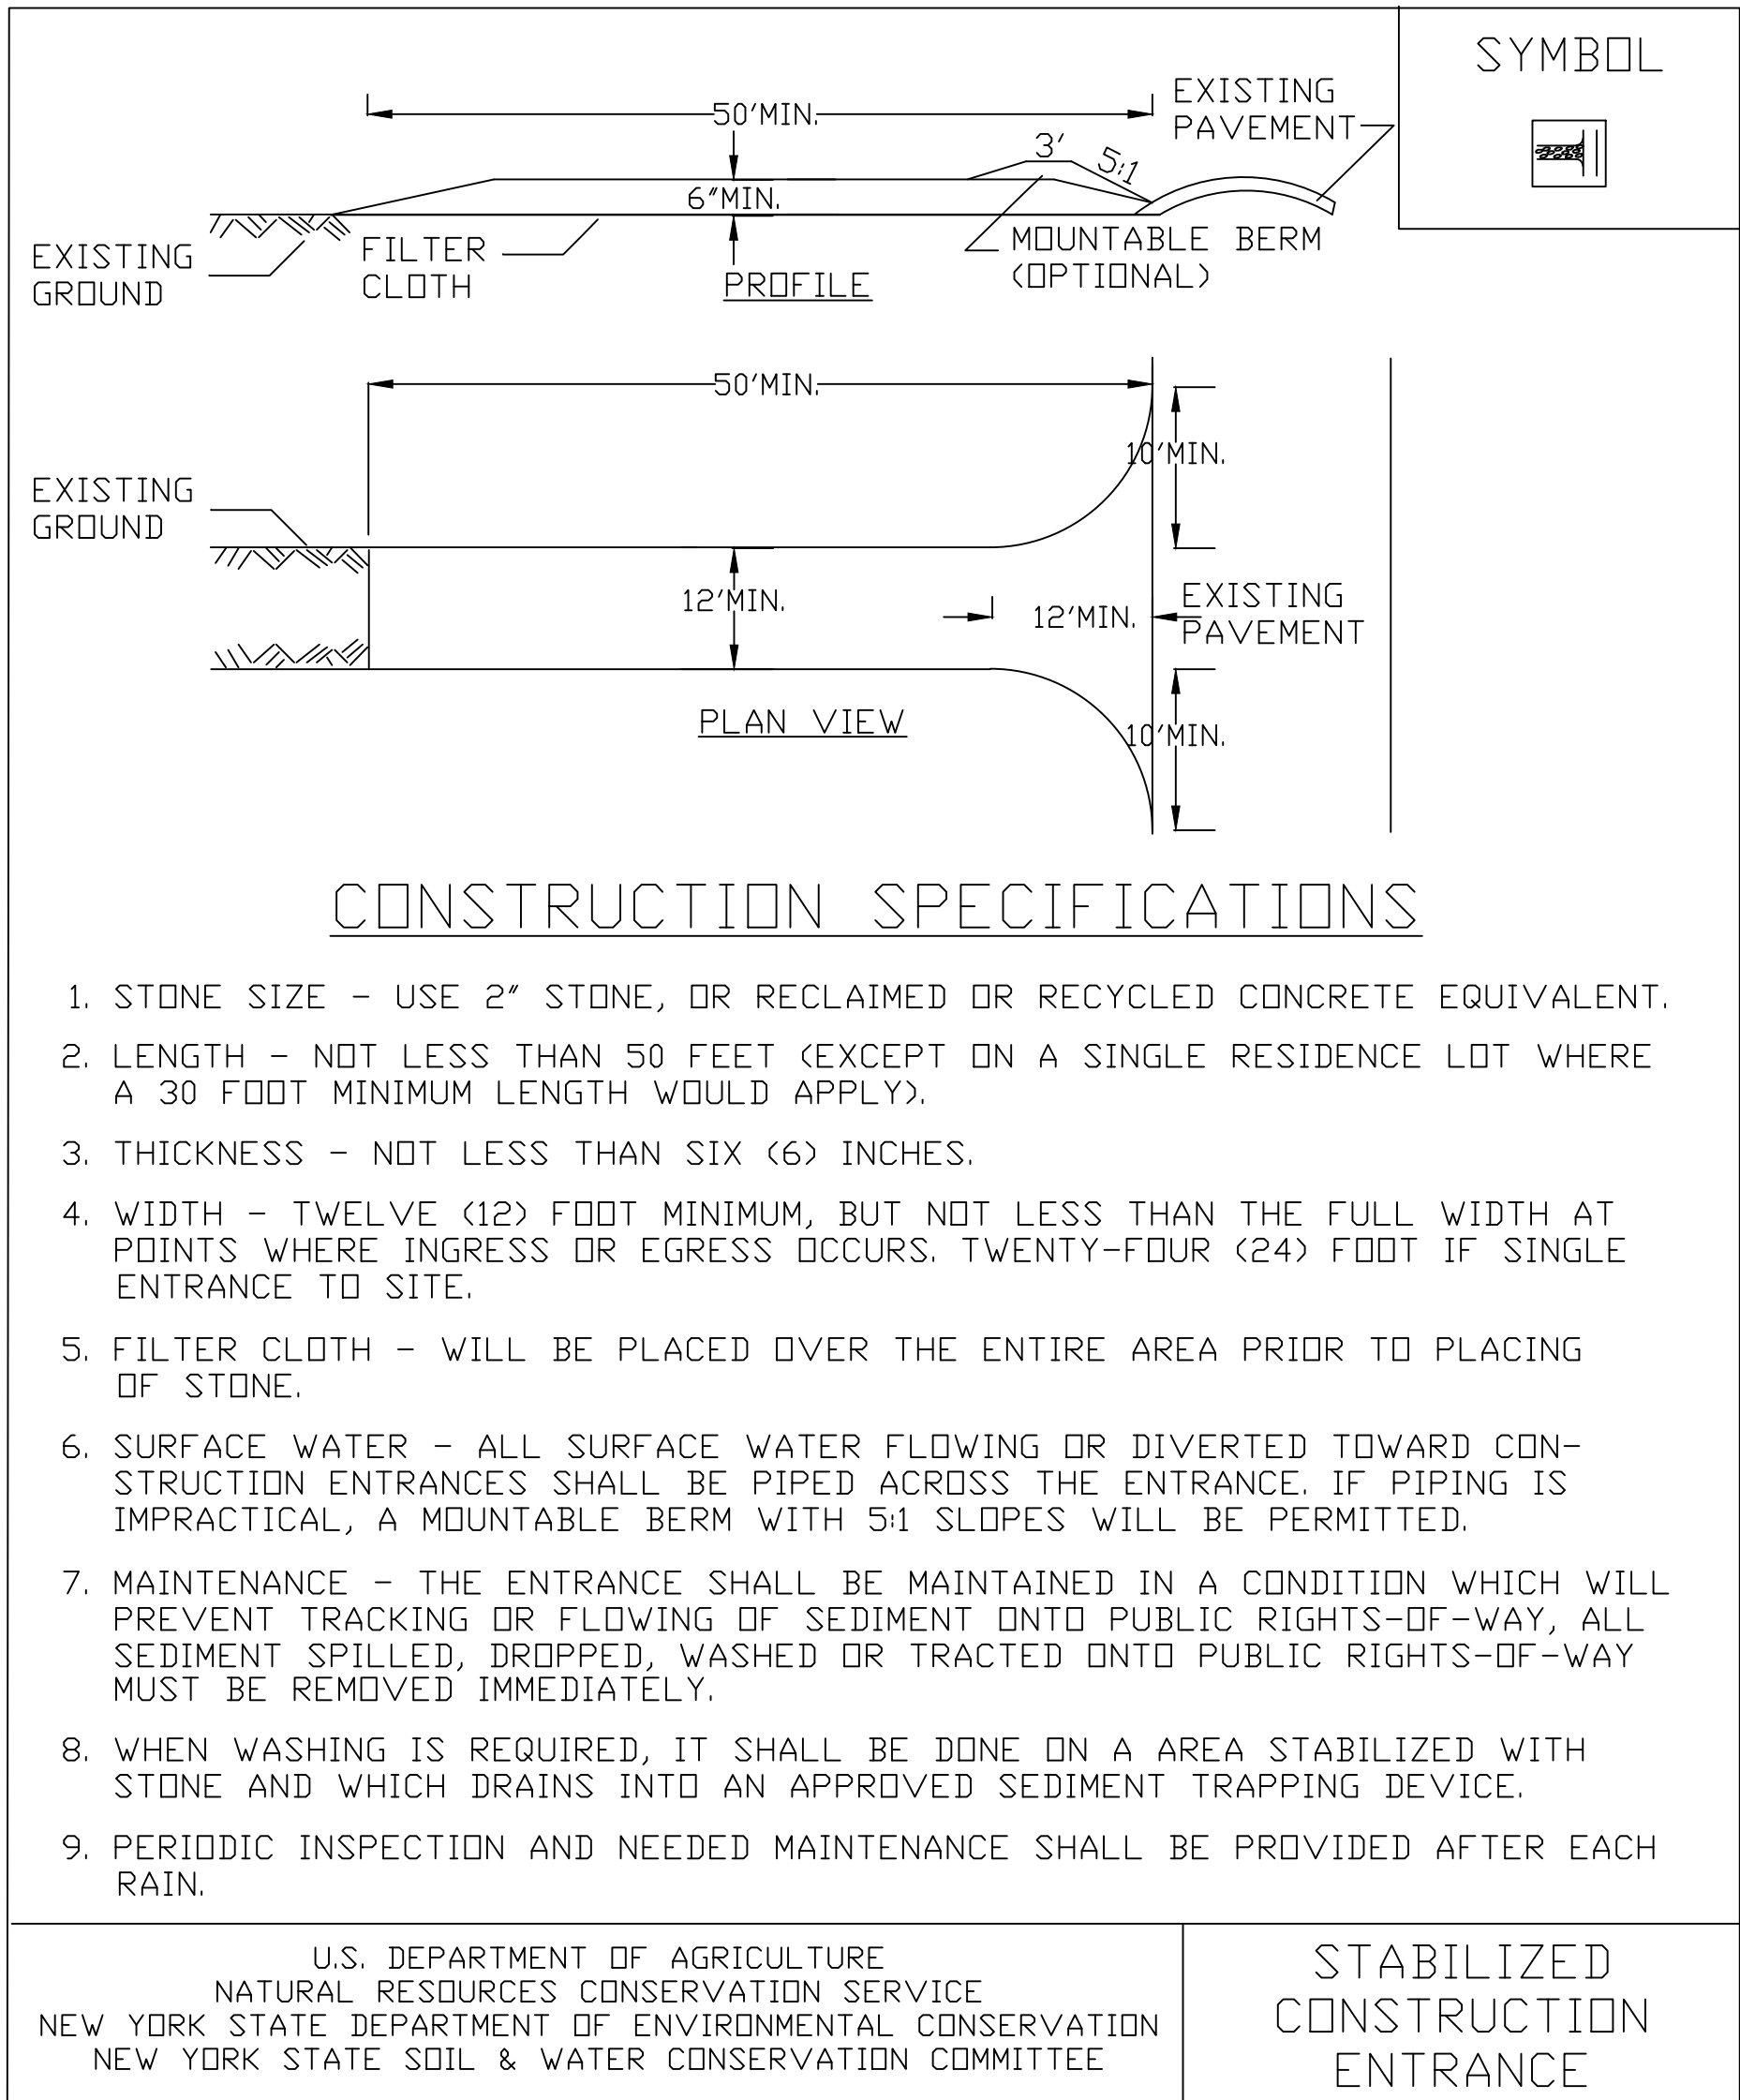 SYMBOL
50'MIN.
EXISTING
PAVEMENT
3'
5:1
6"MIN.
EXISTING
GROUND
FILTER
CLOTH
PROFILE
MOUNTABLE BERM
(OPTIONAL)
50'MIN.
10'MIN.
EXISTING
GROUND
12'MIN.
12'MIN.
EXISTING
PAVEMENT
PLAN VIEW
10'MIN.
CONSTRUCTION SPECIFICATIONS
1. STONE SIZE - USE 2" STONE, OR RECLAIMED OR RECYCLED CONCRETE EQUIVALENT.
2. LENGTH - NOT LESS THAN 50 FEET (EXCEPT ON A SINGLE RESIDENCE LOT WHERE
A 30 FOOT MINIMUM LENGTH WOULD APPLY).
3. THICKNESS - NOT LESS THAN SIX (6) INCHES.
4. WIDTH - TWELVE (12) FOOT MINIMUM, BUT NOT LESS THAN THE FULL WIDTH AT
POINTS WHERE INGRESS OR EGRESS OCCURS. TWENTY-FOUR (24) FOOT IF SINGLE
ENTRANCE TO SITE.
5. FILTER CLOTH - WILL BE PLACED OVER THE ENTIRE AREA PRIOR TO PLACING
OF STONE.
6. SURFACE WATER - ALL SURFACE WATER FLOWING OR DIVERTED TOWARD CON-
STRUCTION ENTRANCES SHALL BE PIPED ACROSS THE ENTRANCE. IF PIPING IS
IMPRACTICAL, A MOUNTABLE BERM WITH 5:1 SLOPES WILL BE PERMITTED.
7. MAINTENANCE - THE ENTRANCE SHALL BE MAINTAINED IN A CONDITION WHICH WILL
PREVENT TRACKING OR FLOWING OF SEDIMENT ONTO PUBLIC RIGHTS-OF-WAY, ALL
SEDIMENT SPILLED, DROPPED, WASHED OR TRACTED ONTO PUBLIC RIGHTS-OF-WAY
MUST BE REMOVED IMMEDIATELY.
8. WHEN WASHING IS REQUIRED, IT SHALL BE DONE ON A AREA STABILIZED WITH
STONE AND WHICH DRAINS INTO AN APPROVED SEDIMENT TRAPPING DEVICE.
9. PERIODIC INSPECTION AND NEEDED MAINTENANCE SHALL BE PROVIDED AFTER EACH
RAIN.
U.S. DEPARTMENT OF AGRICULTURE
NATURAL RESOURCES CONSERVATION SERVICE
NEW YORK STATE DEPARTMENT OF ENVIRONMENTAL CONSERVATION
NEW YORK STATE SOIL & WATER CONSERVATION COMMITTEE
STABILIZED
CONSTRUCTION
ENTRANCE